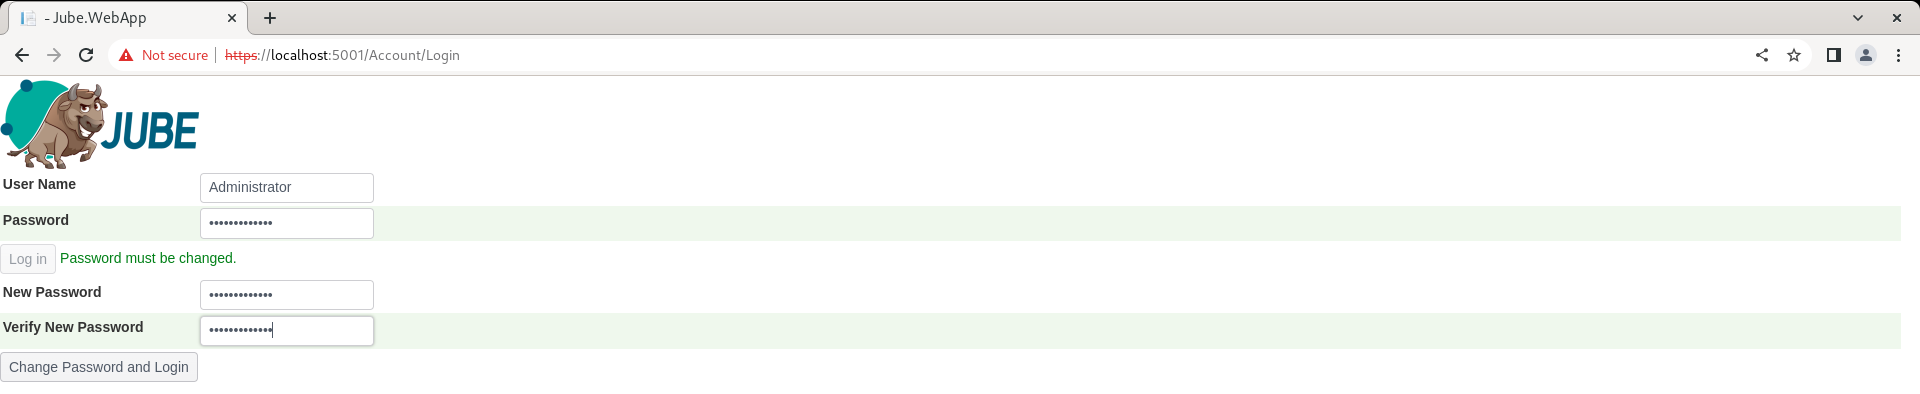 - Jube.WebApp
Not secure https://localhost:5001/Account/Login
JUBE
User Name Administrator
Password •••••••••••••
Log in Password must be changed.
New Password •••••••••••••
Verify New Password •••••••••••••
Change Password and Login